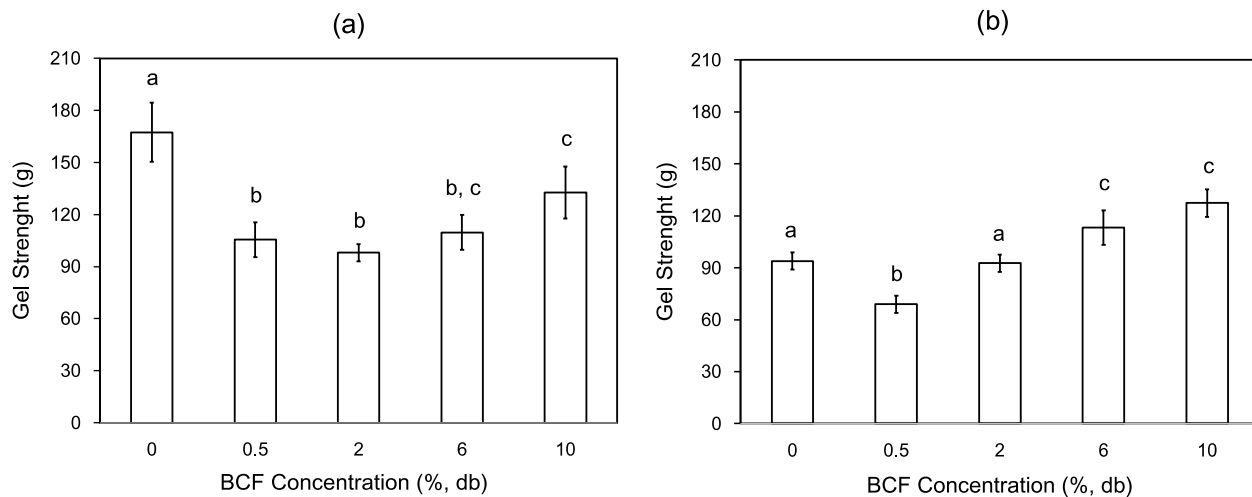 (a)
210
180
150
120
90
60
30
0
Gel Strenght (g)
a
b
b
b, c
c
0 0.5 2 6 10
BCF Concentration (%, db)
(b)
210
180
150
120
90
60
30
0
Gel Strenght (g)
a
b
a
c
c
0 0.5 2 6 10
BCF Concentration (%, db)